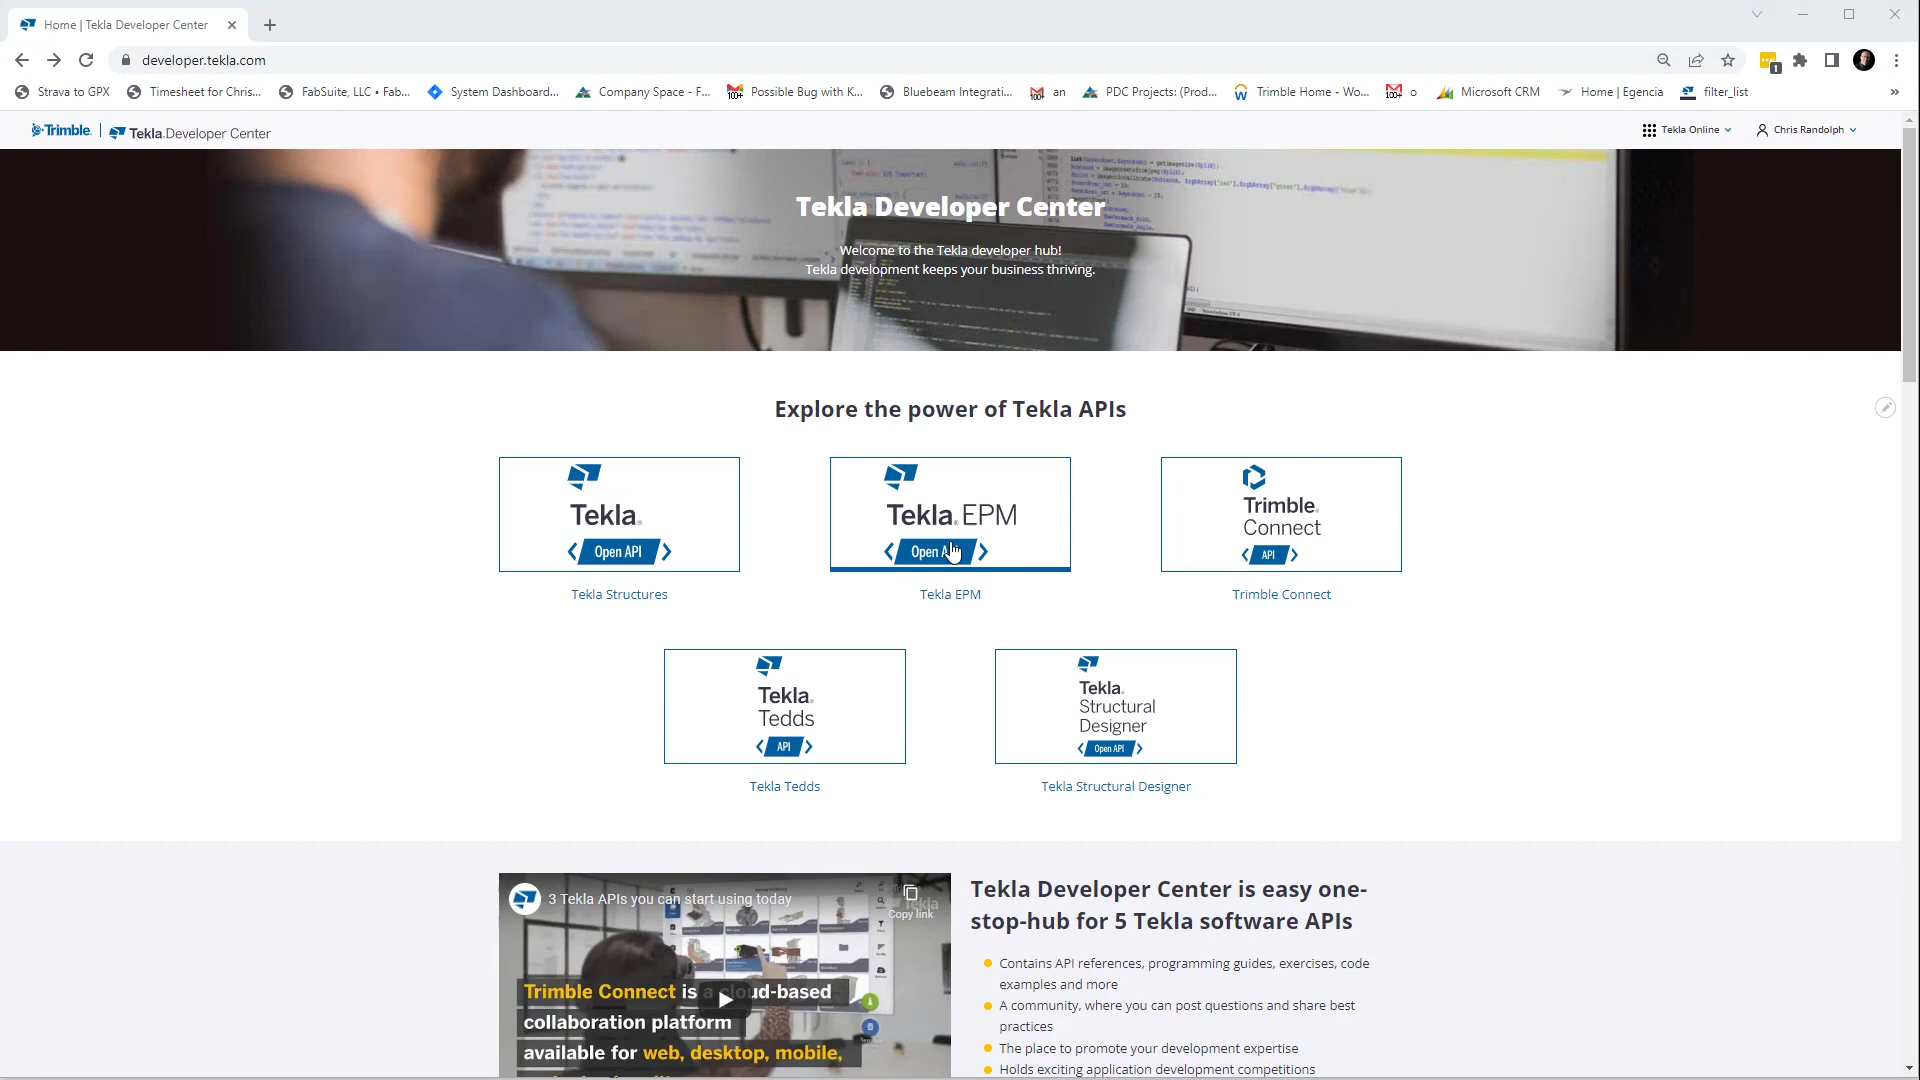 Home | Tekla Developer Center
developer.tekla.com
1
Strava to GPX
Timesheet for Chris...
FabSuite, LLC • Fab...
System Dashboard...
Company Space - F...
100+
Possible Bug with K...
Bluebeam Integrati...
100+
an
PDC Projects: (Prod...
Trimble Home - Wo...
100+
o
Microsoft CRM
Home | Egencia
filter_list
»
Trimble. | Tekla.Developer Center
Tekla Online
Chris Randolph
Tekla Developer Center
Welcome to the Tekla developer hub!
Tekla development keeps your business thriving.
Explore the power of Tekla APIs
Tekla.
Open API
Tekla Structures
Tekla.EPM
Open
Tekla EPM
Trimble.
Connect
API
Trimble Connect
Tekla.
Tedds
API
Tekla Tedds
Tekla.
Structural
Designer
Open API
Tekla Structural Designer
3 Tekla APIs you can start using today
Copy link
Trimble Connect is a cloud-based
collaboration platform
available for web, desktop, mobile,
Tekla Developer Center is easy one-
stop-hub for 5 Tekla software APIs
Contains API references, programming guides, exercises, code
examples and more
A community, where you can post questions and share best
practices
The place to promote your development expertise
Holds exciting application development competitions